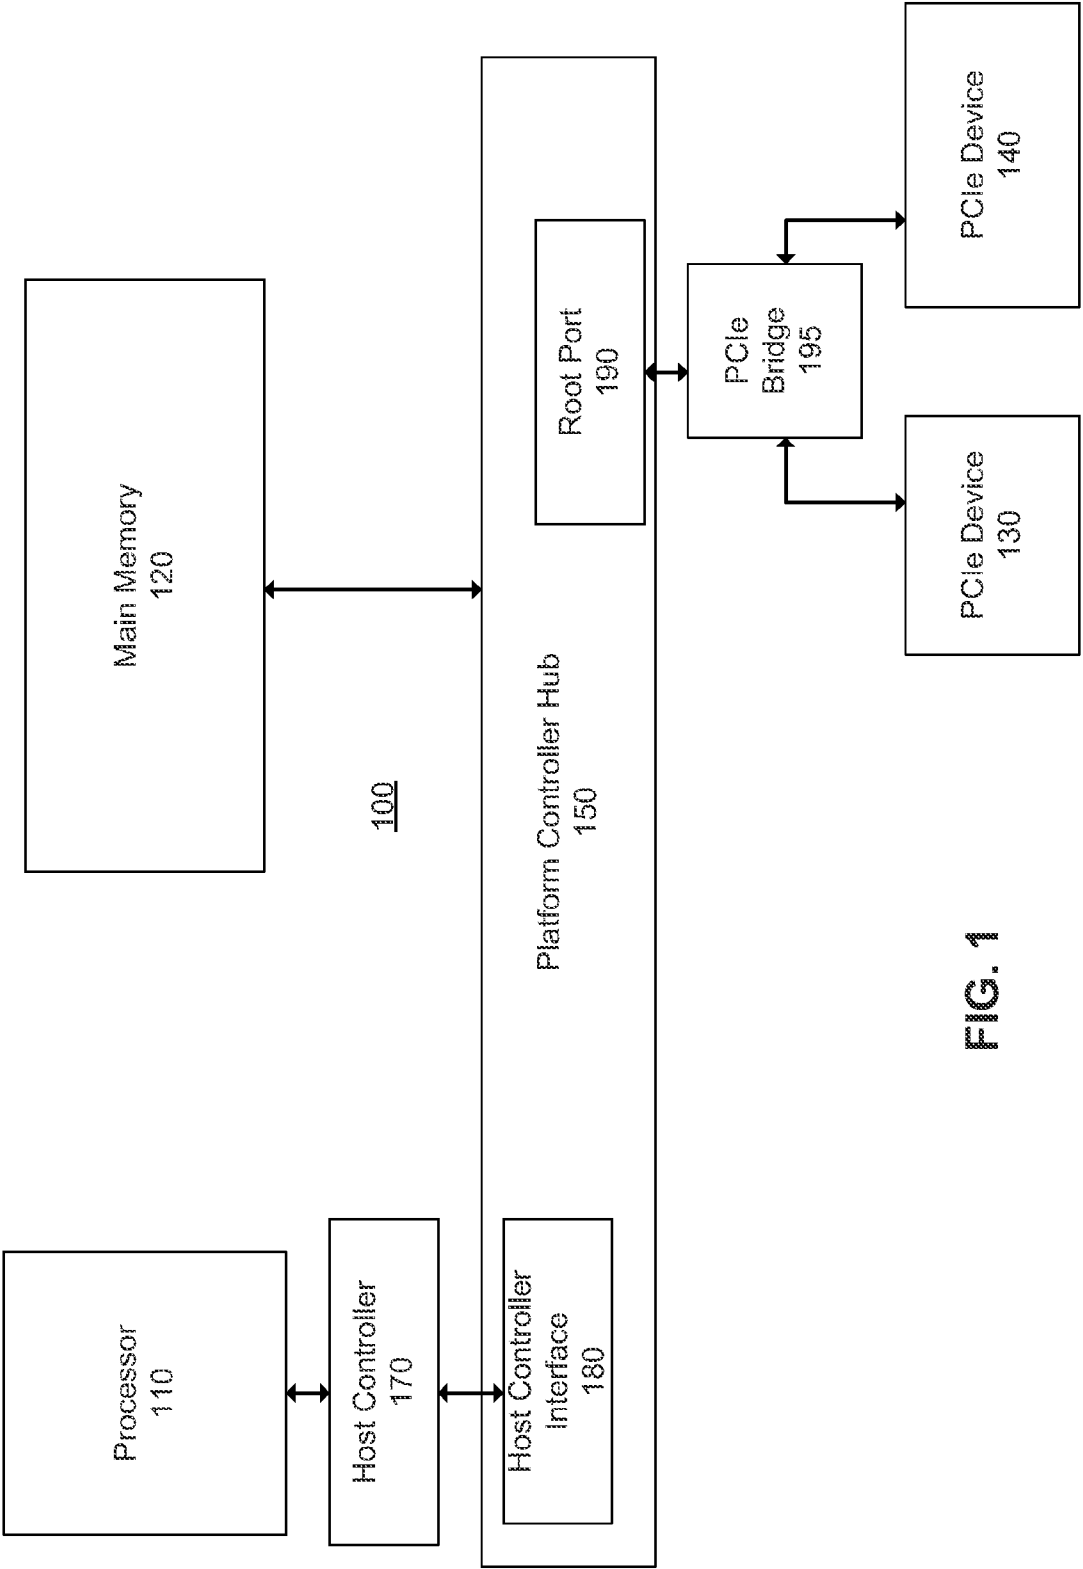 Processor
110
Main Memory
120
Host Controller
170
100
Host Controller
Interface
180
Platform Controller Hub
150
Root Port
190
PCIe
Bridge
195
PCIe Device
130
PCIe Device
140
FIG. 1